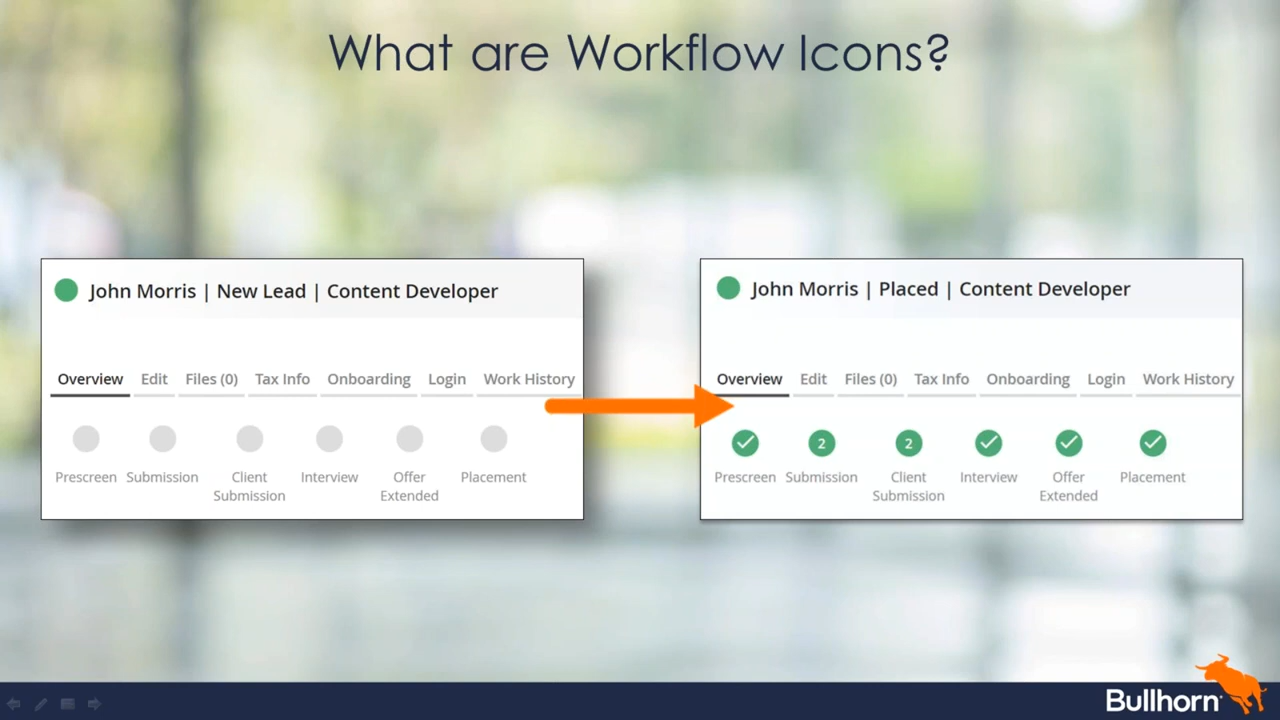 What are Workflow Icons?
John Morris | New Lead | Content Developer
Overview Edit Files (0) Tax Info Onboarding Login Work History
Prescreen Submission Client Submission Interview Offer Extended Placement
John Morris | Placed | Content Developer
Overview Edit Files (0) Tax Info Onboarding Login Work History
2 2
Prescreen Submission Client Submission Interview Offer Extended Placement
Bullhorn